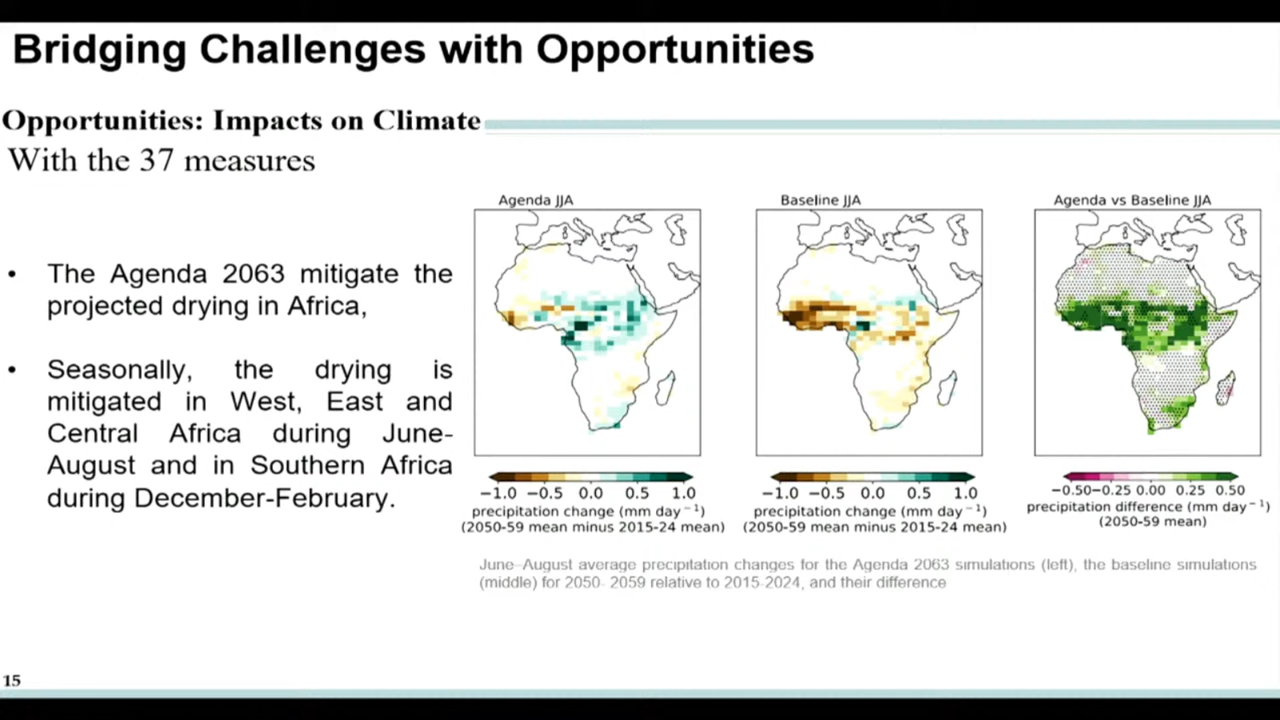 Bridging Challenges with Opportunities
Opportunities: Impacts on Climate
With the 37 measures
• The Agenda 2063 mitigate the
projected drying in Africa,
• Seasonally, the drying is
mitigated in West, East and
Central Africa during June-
August and in Southern Africa
during December-February.
Agenda JJA
−1.0 −0.5 0.0 0.5 1.0
precipitation change (mm day⁻¹)
(2050-59 mean minus 2015-24 mean)
Baseline JJA
−1.0 −0.5 0.0 0.5 1.0
precipitation change (mm day⁻¹)
(2050-59 mean minus 2015-24 mean)
Agenda vs Baseline JJA
−0.50−0.25 0.00 0.25 0.50
precipitation difference (mm day⁻¹)
(2050-59 mean)
June–August average precipitation changes for the Agenda 2063 simulations (left), the baseline simulations
(middle) for 2050- 2059 relative to 2015-2024, and their difference
15